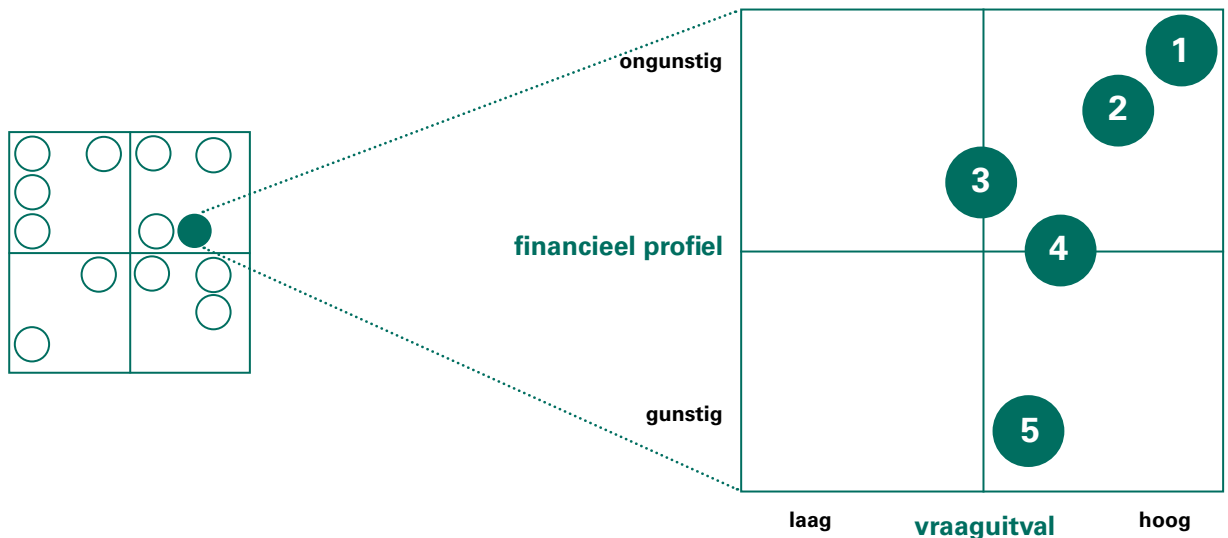 ongunstig
1
2
3
financieel profiel
4
gunstig
5
laag
vraaguitval
hoog